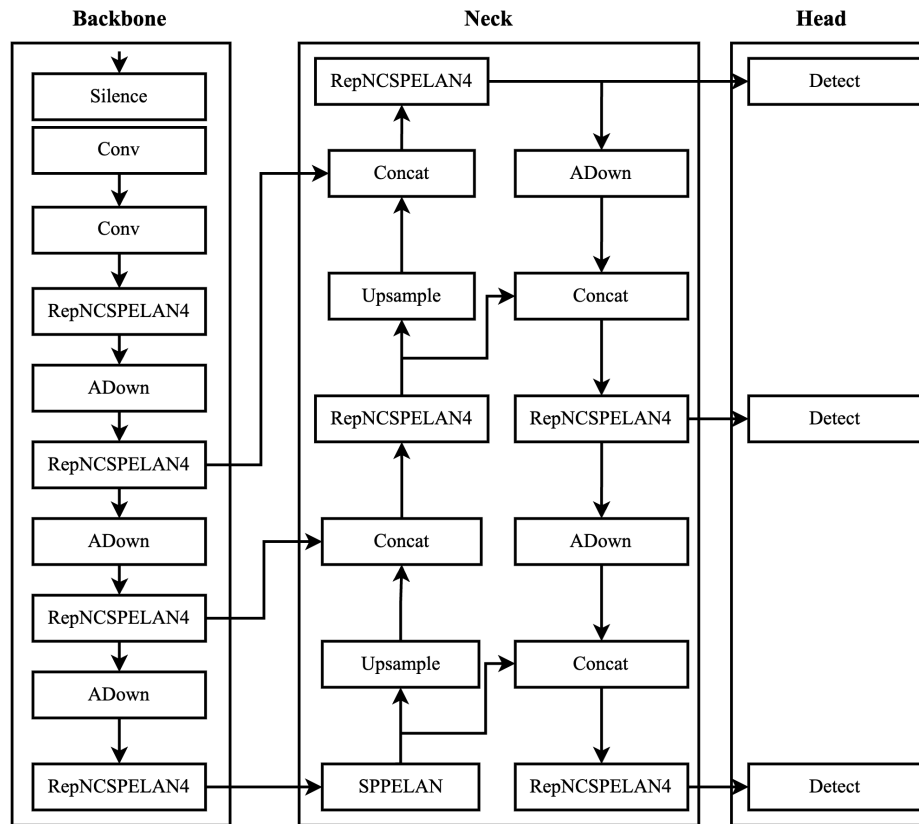 Backbone
Neck
Head
Silence
Conv
Conv
RepNCSPELAN4
ADown
RepNCSPELAN4
ADown
RepNCSPELAN4
ADown
RepNCSPELAN4
RepNCSPELAN4
Concat
Upsample
RepNCSPELAN4
Concat
Upsample
SPPELAN
ADown
Concat
RepNCSPELAN4
ADown
Concat
RepNCSPELAN4
Detect
Detect
Detect